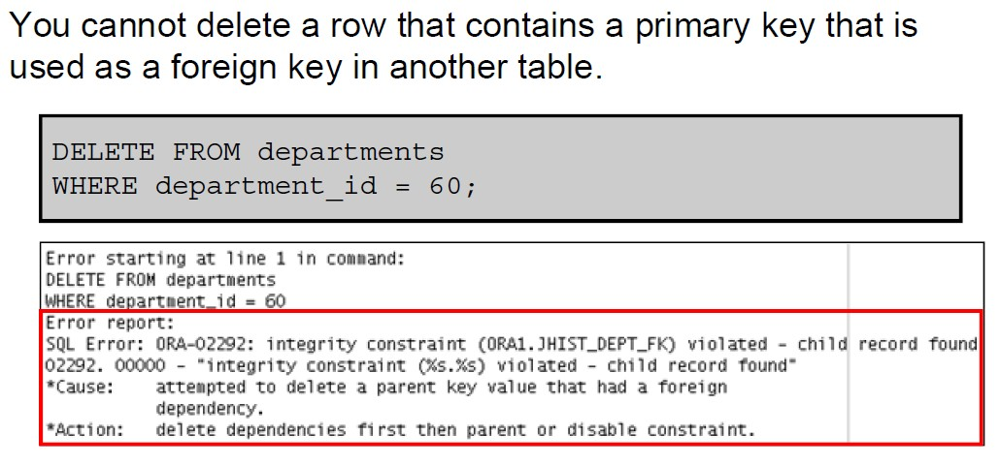 You cannot delete a row that contains a primary key that is
used as a foreign key in another table.
DELETE FROM departments
WHERE department_id = 60;
Error starting at line 1 in command:
DELETE FROM departments
WHERE department_id = 60
Error report:
SQL Error: ORA-02292: integrity constraint (ORA1.JHIST_DEPT_FK) violated - child record found
02292. 00000 - "integrity constraint (%s.%s) violated - child record found"
*Cause: attempted to delete a parent key value that had a foreign
dependency.
*Action: delete dependencies first then parent or disable constraint.